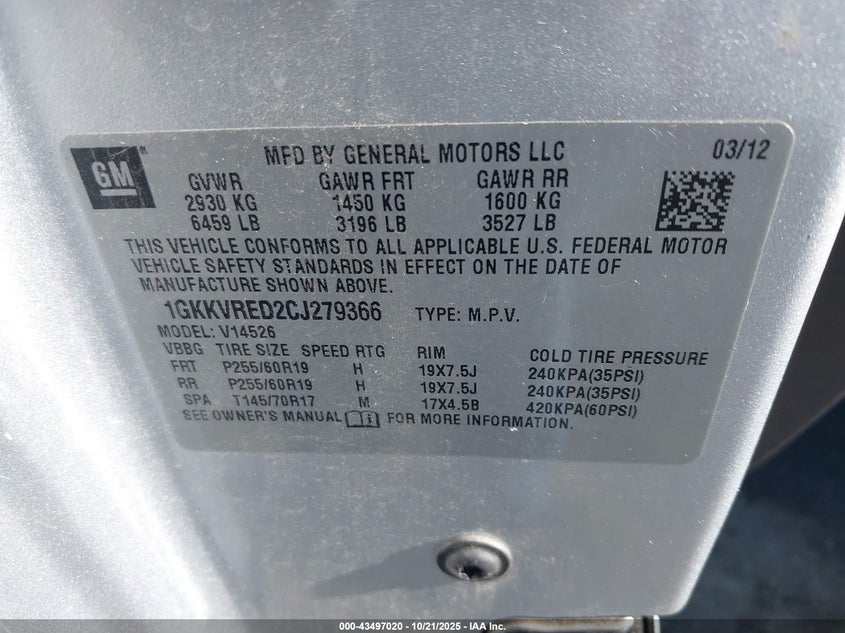 GM
MFD BY GENERAL MOTORS LLC 03/12
GVWR GAWR FRT GAWR RR
2930 KG 1450 KG 1600 KG
6459 LB 3196 LB 3527 LB
THIS VEHICLE CONFORMS TO ALL APPLICABLE U.S. FEDERAL MOTOR
VEHICLE SAFETY STANDARDS IN EFFECT ON THE DATE OF
MANUFACTURE SHOWN ABOVE.
1GKKVRED2CJ279366 TYPE: M.P.V.
MODEL: V14526
VBBG TIRE SIZE SPEED RTG RIM COLD TIRE PRESSURE
FRT P255/60R19 H 19X7.5J 240KPA(35PSI)
RR P255/60R19 H 19X7.5J 240KPA(35PSI)
SPA T145/70R17 M 17X4.5B 420KPA(60PSI)
SEE OWNER'S MANUAL FOR MORE INFORMATION.
000-43497020 - 10/21/2025 - IAA Inc.